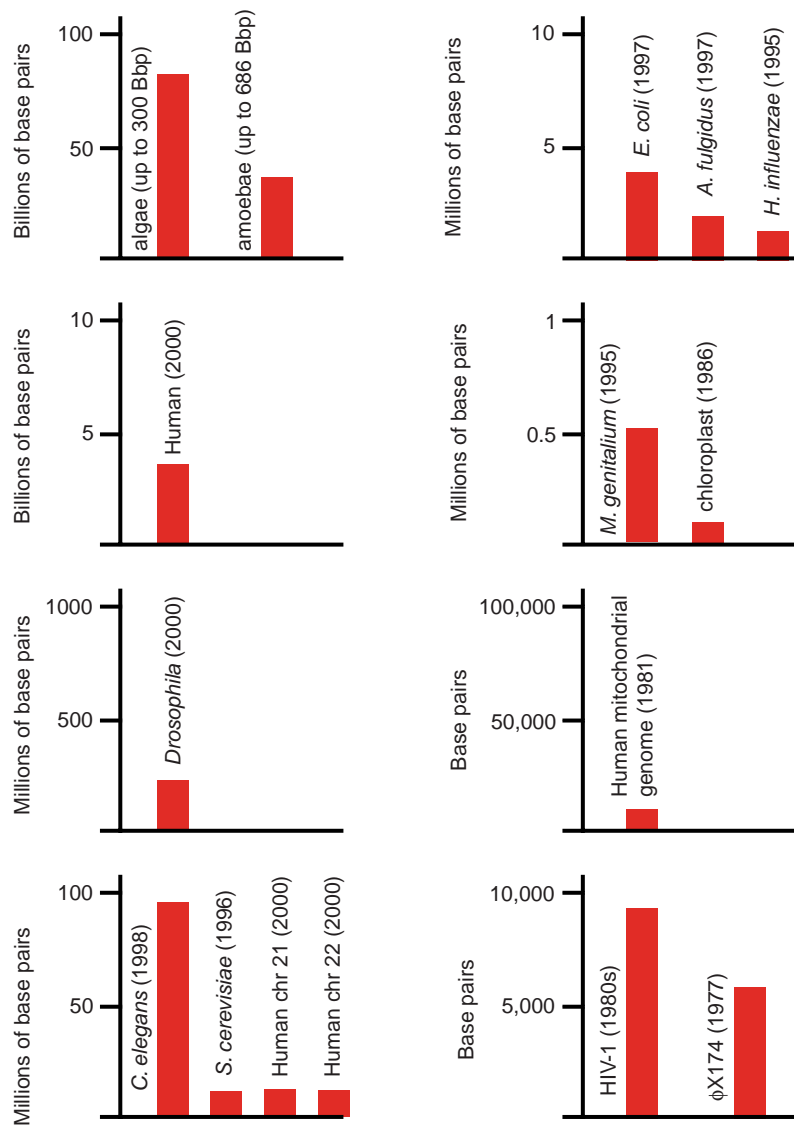 Billions of base pairs
100
50
algae (up to 300 Bbp)
amoebae (up to 686 Bbp)
Millions of base pairs
10
5
E. coli (1997)
A. fulgidus (1997)
H. influenzae (1995)
Billions of base pairs
10
5
Human (2000)
Millions of base pairs
1
0.5
M. genitalium (1995)
chloroplast (1986)
Millions of base pairs
1000
500
Drosophila (2000)
Base pairs
100,000
50,000
Human mitochondrial
genome (1981)
Millions of base pairs
100
50
C. elegans (1998)
S. cerevisiae (1996)
Human chr 21 (2000)
Human chr 22 (2000)
Base pairs
10,000
5,000
HIV-1 (1980s)
ϕX174 (1977)